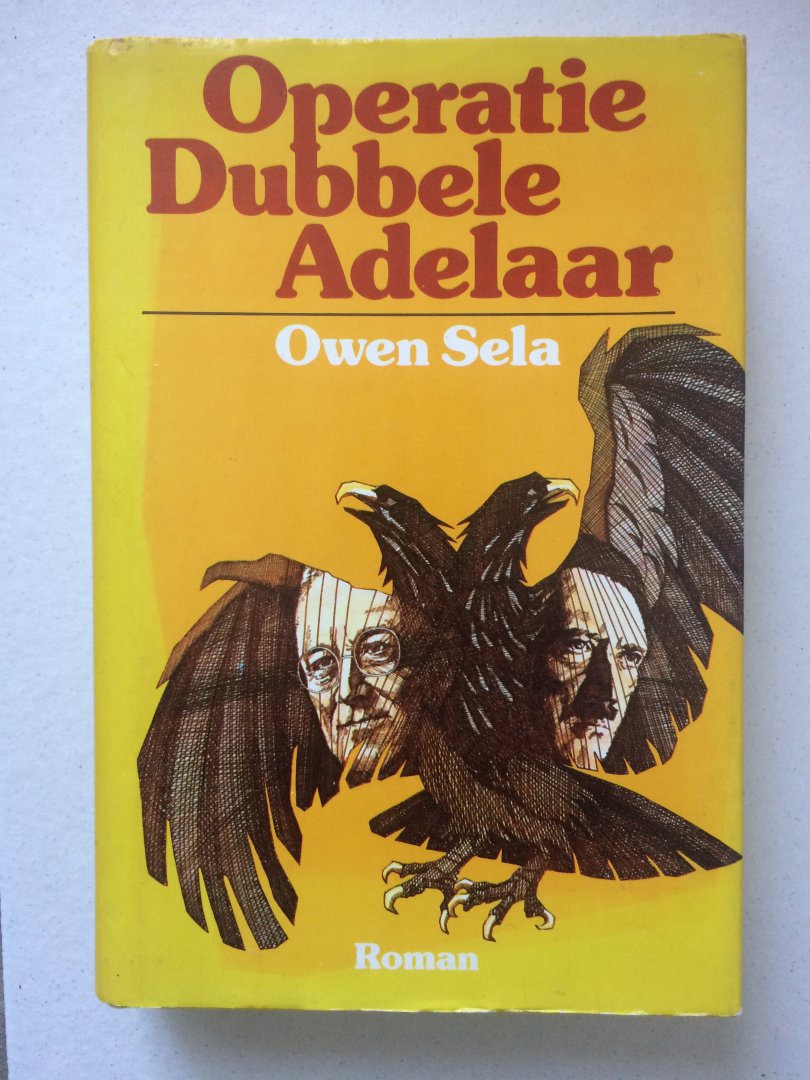 Operatie
Dubbele
Adelaar
Owen Sela
Roman